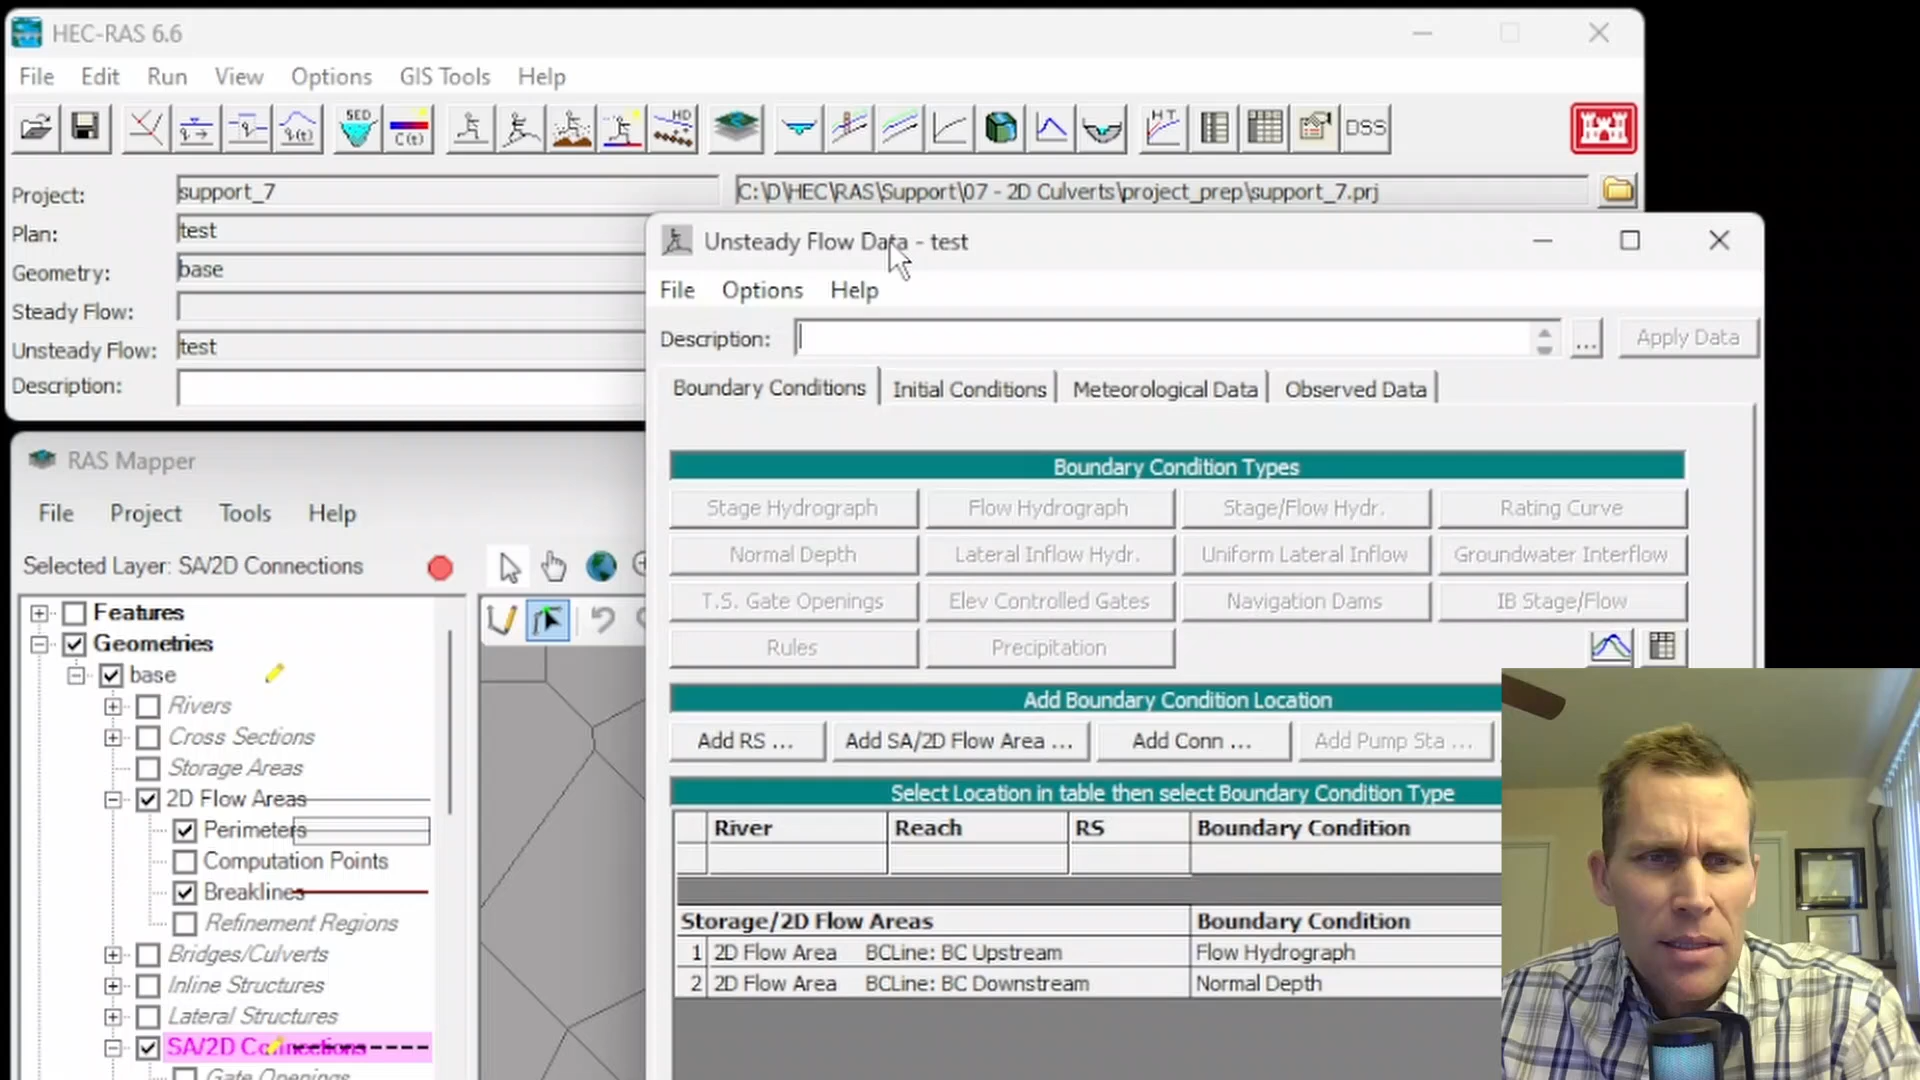 HEC-RAS 6.6
File Edit Run View Options GIS Tools Help
SED C(t) q(t) HD HT DSS
Project: support_7 C:\D\HEC\RAS\Support\07 - 2D Culverts\project_prep\support_7.prj
Plan: test
Geometry: base
Steady Flow:
Unsteady Flow: test
Description:
Unsteady Flow Data - test
File Options Help
Description: ... Apply Data
Boundary Conditions Initial Conditions Meteorological Data Observed Data
Boundary Condition Types
Stage Hydrograph Flow Hydrograph Stage/Flow Hydr. Rating Curve
Normal Depth Lateral Inflow Hydr. Uniform Lateral Inflow Groundwater Interflow
T.S. Gate Openings Elev Controlled Gates Navigation Dams IB Stage/Flow
Rules Precipitation
Add Boundary Condition Location
Add RS ... Add SA/2D Flow Area ... Add Conn ... Add Pump Sta ...
Select Location in table then select Boundary Condition Type
River Reach RS Boundary Condition
Storage/2D Flow Areas Boundary Condition
1 2D Flow Area BCLine: BC Upstream Flow Hydrograph
2 2D Flow Area BCLine: BC Downstream Normal Depth
RAS Mapper
File Project Tools Help
Selected Layer: SA/2D Connections
Features
Geometries
base
Rivers
Cross Sections
Storage Areas
2D Flow Areas
Perimeters
Computation Points
Breaklines
Refinement Regions
Bridges/Culverts
Inline Structures
Lateral Structures
SA/2D Connections
Gate Openings